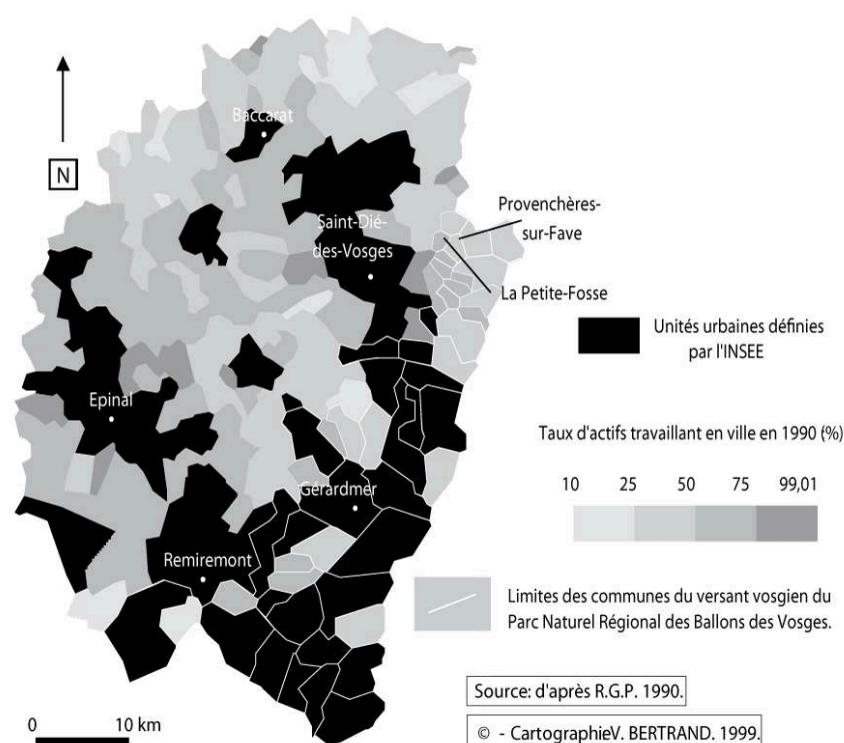 Baccarat
N
Saint-Dié-
des-Vosges
Provenchères-
sur-Fave
La Petite-Fosse
Unités urbaines définies
par l'INSEE
Epinal
Taux d'actifs travaillant en ville en 1990 (%)
10 25 50 75 99,01
Gérardmer
Remiremont
Limites des communes du versant vosgien du
Parc Naturel Régional des Ballons des Vosges.
Source: d'après R.G.P. 1990.
0 10 km
© - CartographieV. BERTRAND. 1999.